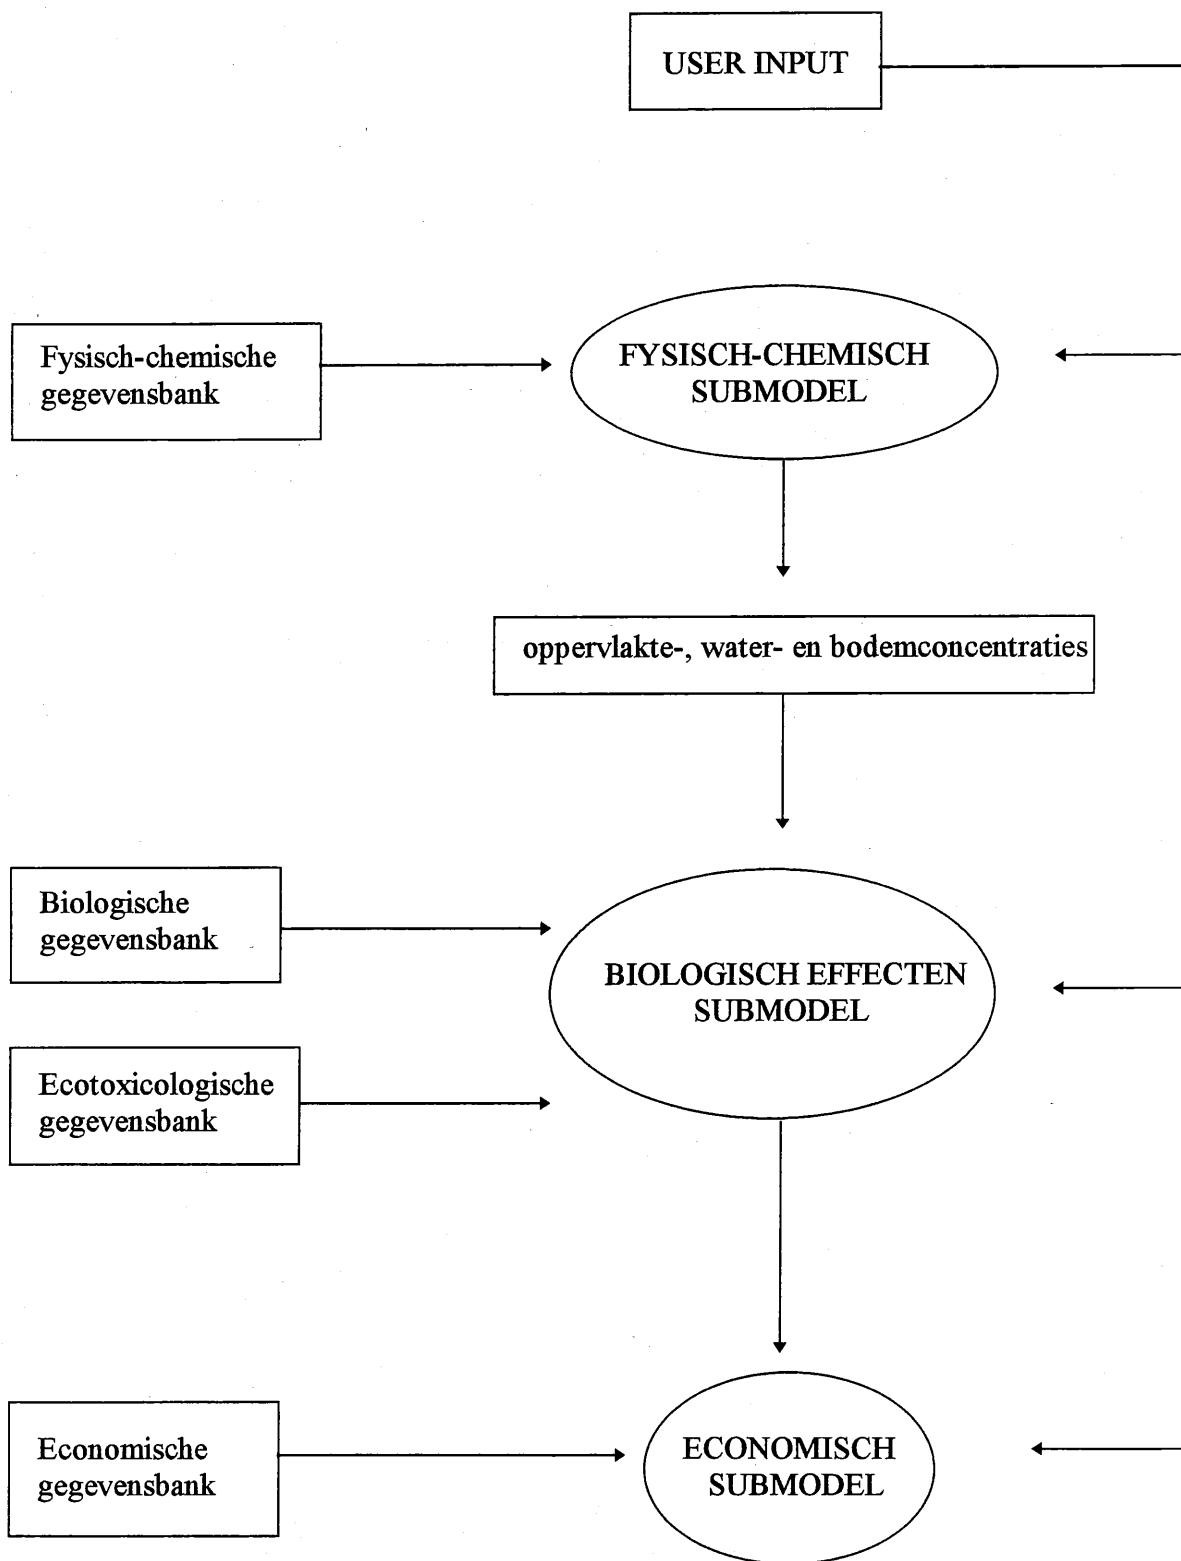 USER INPUT
Fysisch-chemische
gegevensbank
FYSISCH-CHEMISCH
SUBMODEL
oppervlakte-, water- en bodemconcentraties
Biologische
gegevensbank
BIOLOGISCH EFFECTEN
SUBMODEL
Ecotoxicologische
gegevensbank
Economische
gegevensbank
ECONOMISCH
SUBMODEL